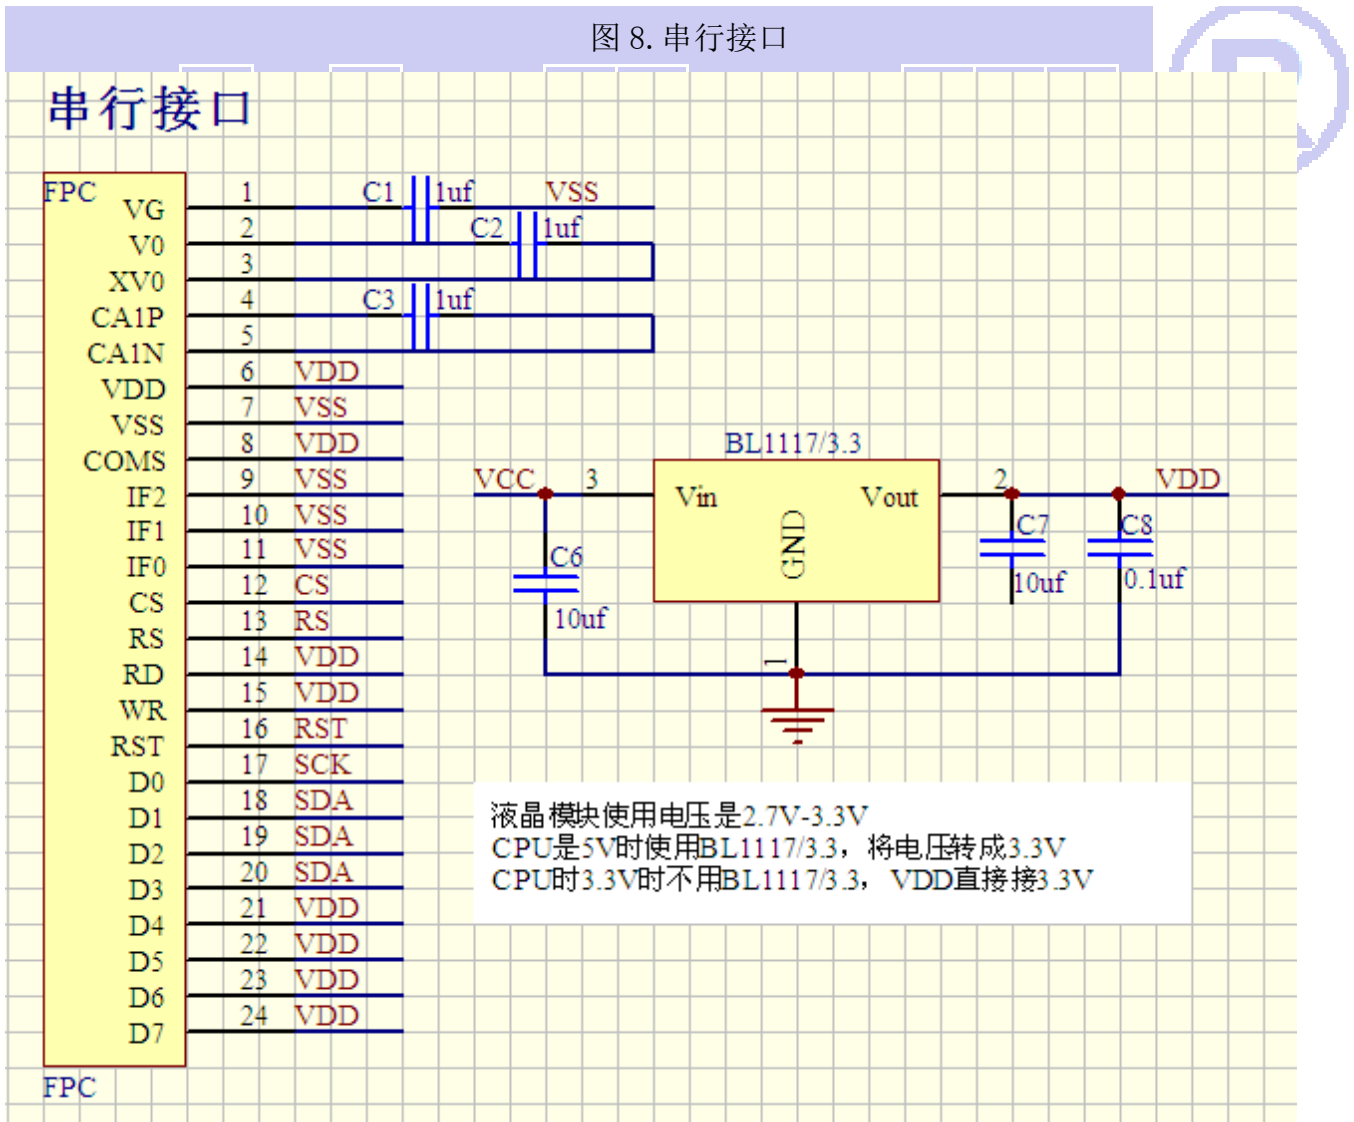 图 8.串行接口
串行接口
FPC
VG 1 C1 1uf VSS
V0 2 C2 1uf
XV0 3
CA1P 4 C3 1uf
CA1N 5
VDD 6 VDD
VSS 7 VSS
COMS 8 VDD
IF2 9 VSS
IF1 10 VSS
IF0 11 VSS
CS 12 CS
RS 13 RS
RD 14 VDD
WR 15 VDD
RST 16 RST
D0 17 SCK
D1 18 SDA
D2 19 SDA
D3 20 SDA
D4 21 VDD
D5 22 VDD
D6 23 VDD
D7 24 VDD
FPC
BL1117/3.3
VCC 3 Vin Vout 2 VDD
GND
1
C6
10uf
C7
10uf
C8
0.1uf
液晶模块使用电压是2.7V-3.3V
CPU是5V时使用BL1117/3.3，将电压转成3.3V
CPU时3.3V时不用BL1117/3.3， VDD直接接3.3V